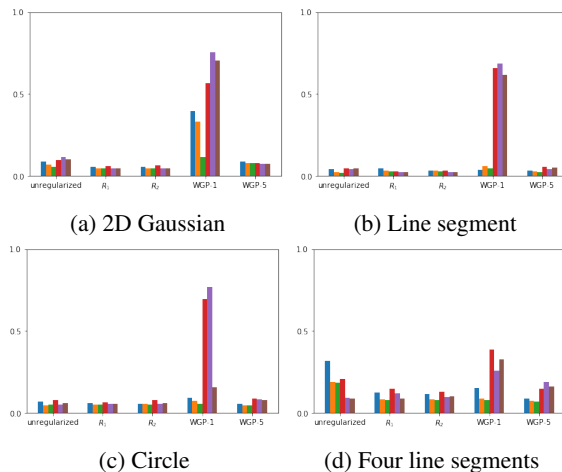 1.0
0.5
0.0
unregularized R₁ R₂ WGP-1 WGP-5
(a) 2D Gaussian
1.0
0.5
0.0
unregularized R₁ R₂ WGP-1 WGP-5
(b) Line segment
1.0
0.5
0.0
unregularized R₁ R₂ WGP-1 WGP-5
(c) Circle
1.0
0.5
0.0
unregularized R₁ R₂ WGP-1 WGP-5
(d) Four line segments